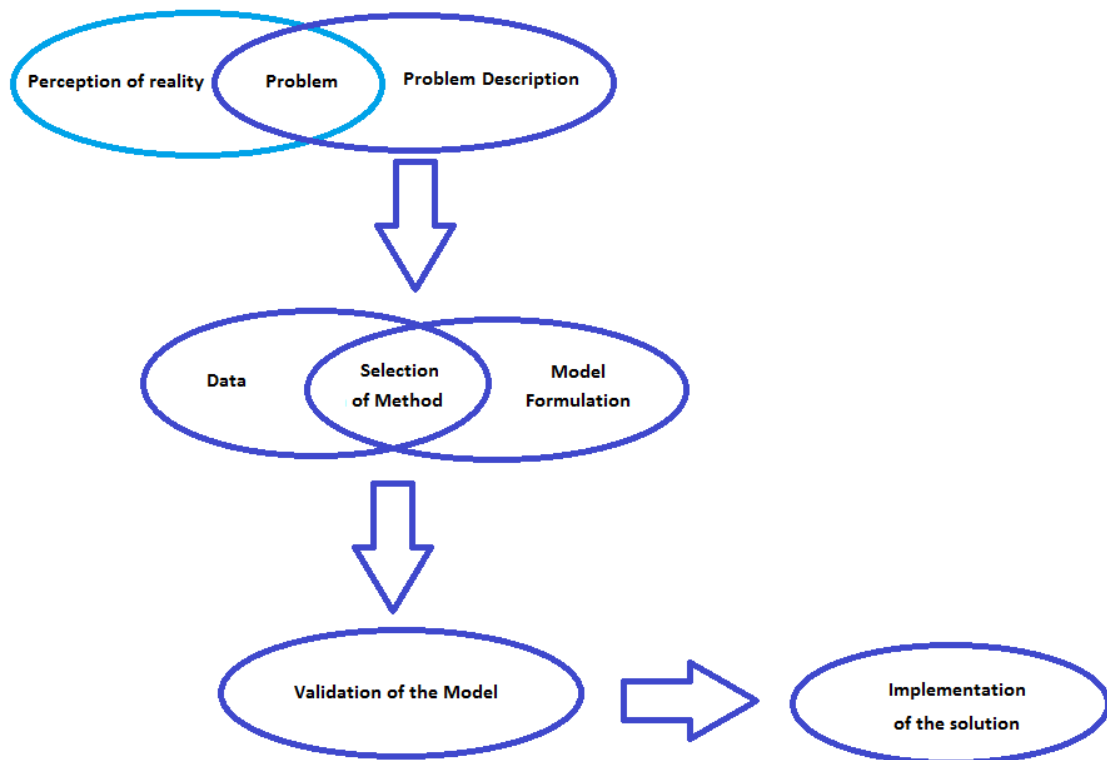 Perception of reality
Problem
Problem Description
Data
Selection
of Method
Model
Formulation
Validation of the Model
Implementation
of the solution